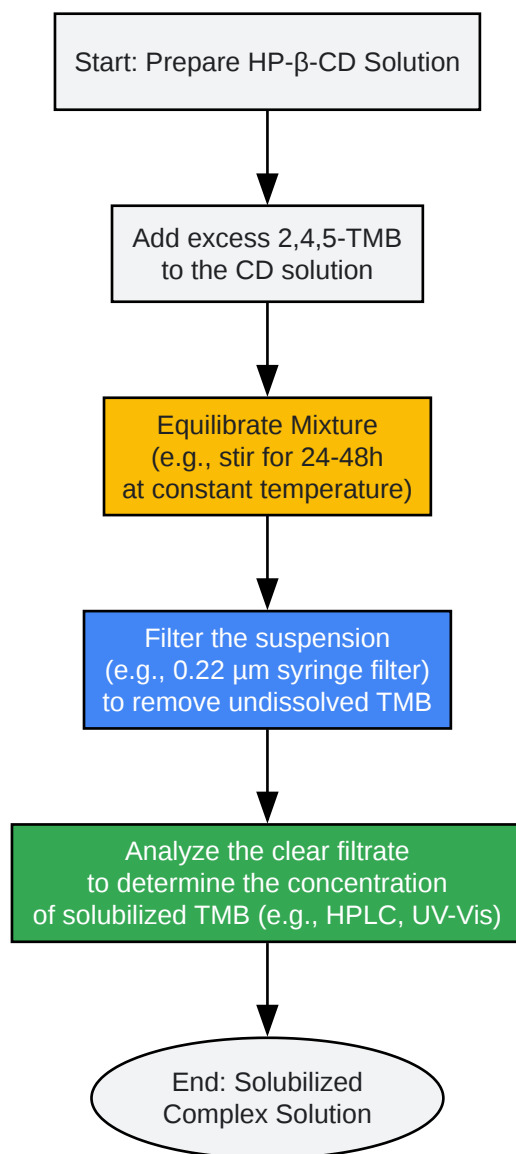 Start: Prepare HP-β-CD Solution
Add excess 2,4,5-TMB
to the CD solution
Equilibrate Mixture
(e.g., stir for 24-48h
at constant temperature)
Filter the suspension
(e.g., 0.22 µm syringe filter)
to remove undissolved TMB
Analyze the clear filtrate
to determine the concentration
of solubilized TMB (e.g., HPLC, UV-Vis)
End: Solubilized
Complex Solution